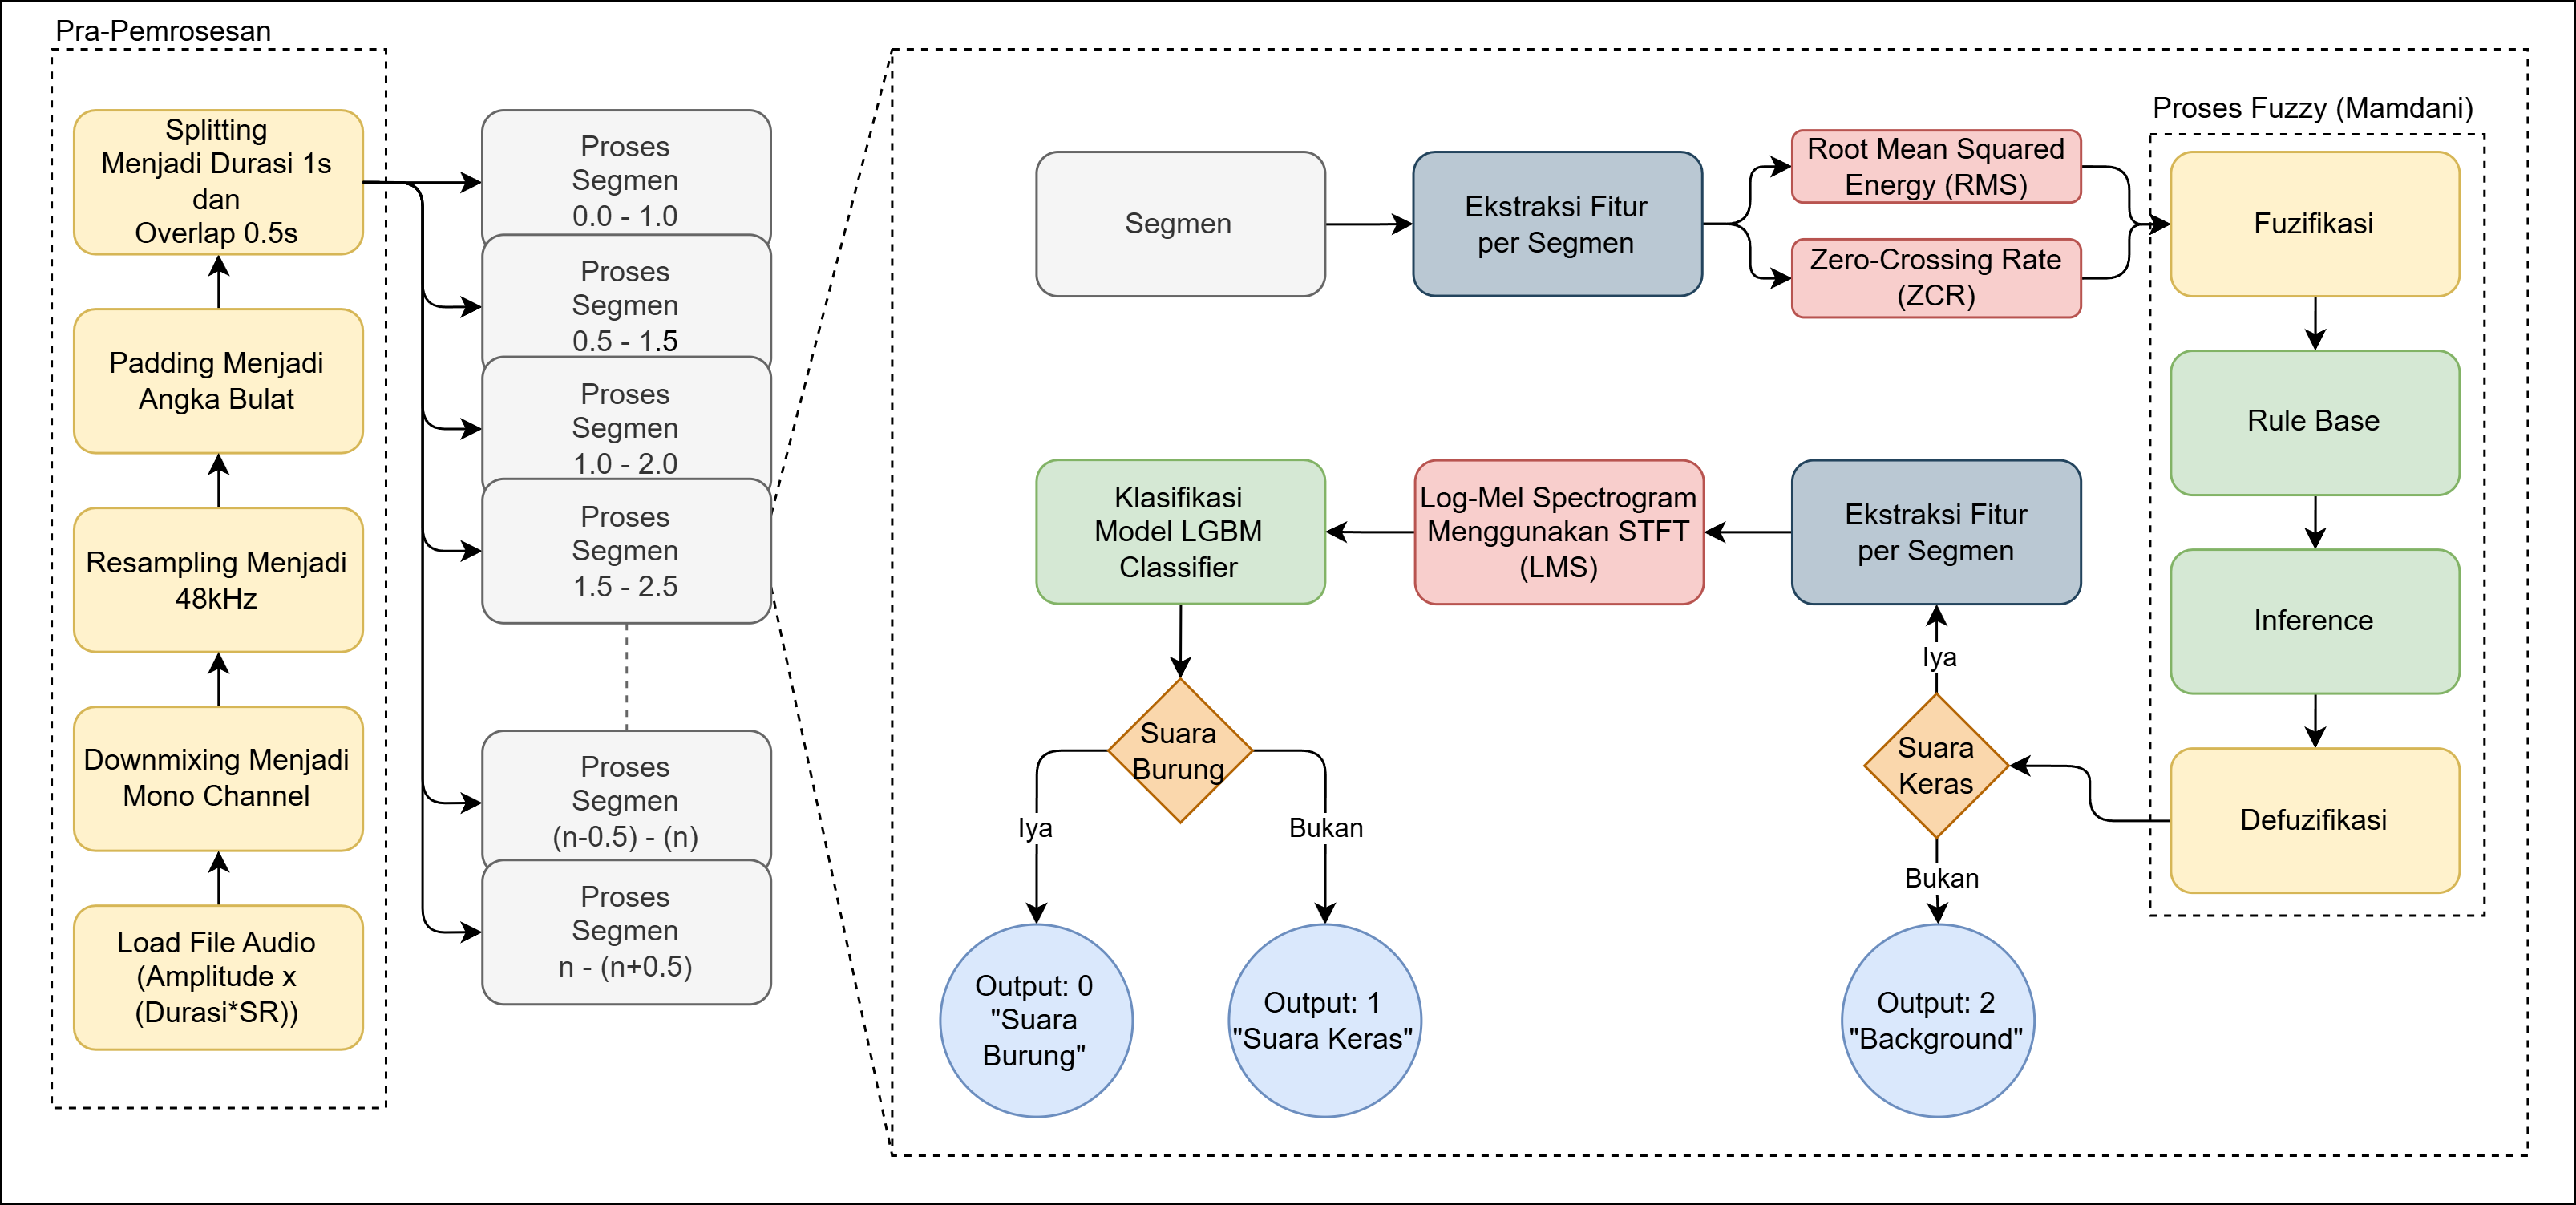 Pra-Pemrosesan
Splitting
Menjadi Durasi 1s
dan
Overlap 0.5s
Padding Menjadi
Angka Bulat
Resampling Menjadi
48kHz
Downmixing Menjadi
Mono Channel
Load File Audio
(Amplitude x
(Durasi*SR))
Proses
Segmen
0.0 - 1.0
Proses
Segmen
0.5 - 1.5
Proses
Segmen
1.0 - 2.0
Proses
Segmen
1.5 - 2.5
Proses
Segmen
(n-0.5) - (n)
Proses
Segmen
n - (n+0.5)
Segmen
Ekstraksi Fitur
per Segmen
Root Mean Squared
Energy (RMS)
Zero-Crossing Rate
(ZCR)
Proses Fuzzy (Mamdani)
Fuzifikasi
Rule Base
Inference
Defuzifikasi
Suara
Keras
Iya
Bukan
Ekstraksi Fitur
per Segmen
Log-Mel Spectrogram
Menggunakan STFT
(LMS)
Klasifikasi
Model LGBM
Classifier
Suara
Burung
Iya
Bukan
Output: 0
"Suara
Burung"
Output: 1
"Suara Keras"
Output: 2
"Background"